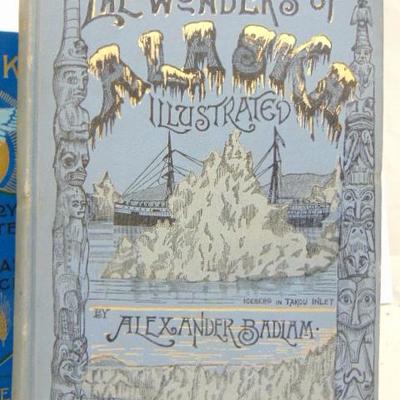 THE WONDERS OF
ALASKA
ILLUSTRATED
ICEBERG IN TAKOU INLET
BY ALEXANDER BADLAM.